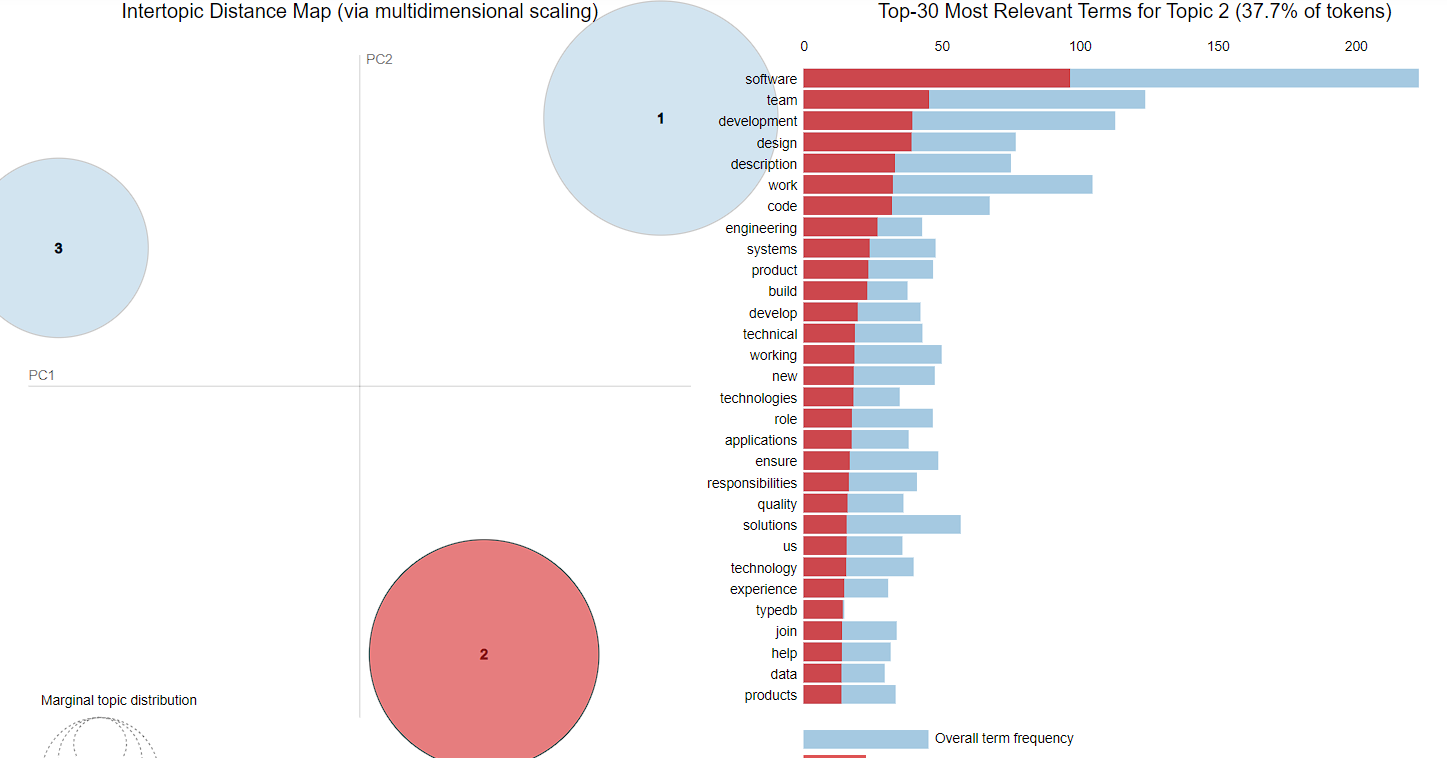 Intertopic Distance Map (via multidimensional scaling)
PC2
1
3
PC1
2
Marginal topic distribution
Top-30 Most Relevant Terms for Topic 2 (37.7% of tokens)
0 50 100 150 200
software
team
development
design
description
work
code
engineering
systems
product
build
develop
technical
working
new
technologies
role
applications
ensure
responsibilities
quality
solutions
us
technology
experience
typedb
join
help
data
products
Overall term frequency